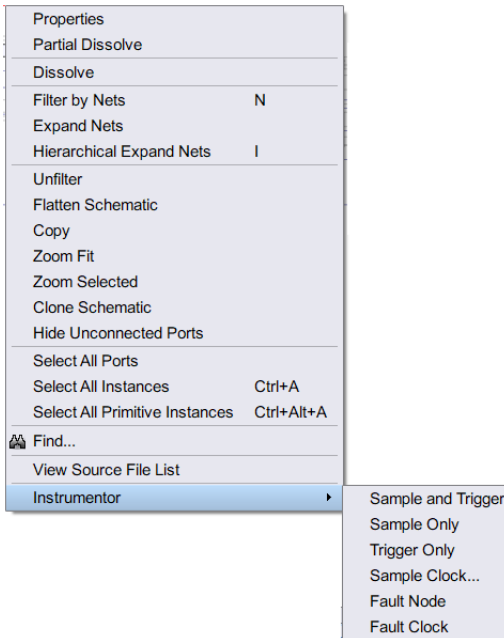 Properties
Partial Dissolve
Dissolve
Filter by Nets N
Expand Nets
Hierarchical Expand Nets I
Unfilter
Flatten Schematic
Copy
Zoom Fit
Zoom Selected
Clone Schematic
Hide Unconnected Ports
Select All Ports
Select All Instances Ctrl+A
Select All Primitive Instances Ctrl+Alt+A
Find...
View Source File List
Instrumentor
Sample and Trigger
Sample Only
Trigger Only
Sample Clock...
Fault Node
Fault Clock